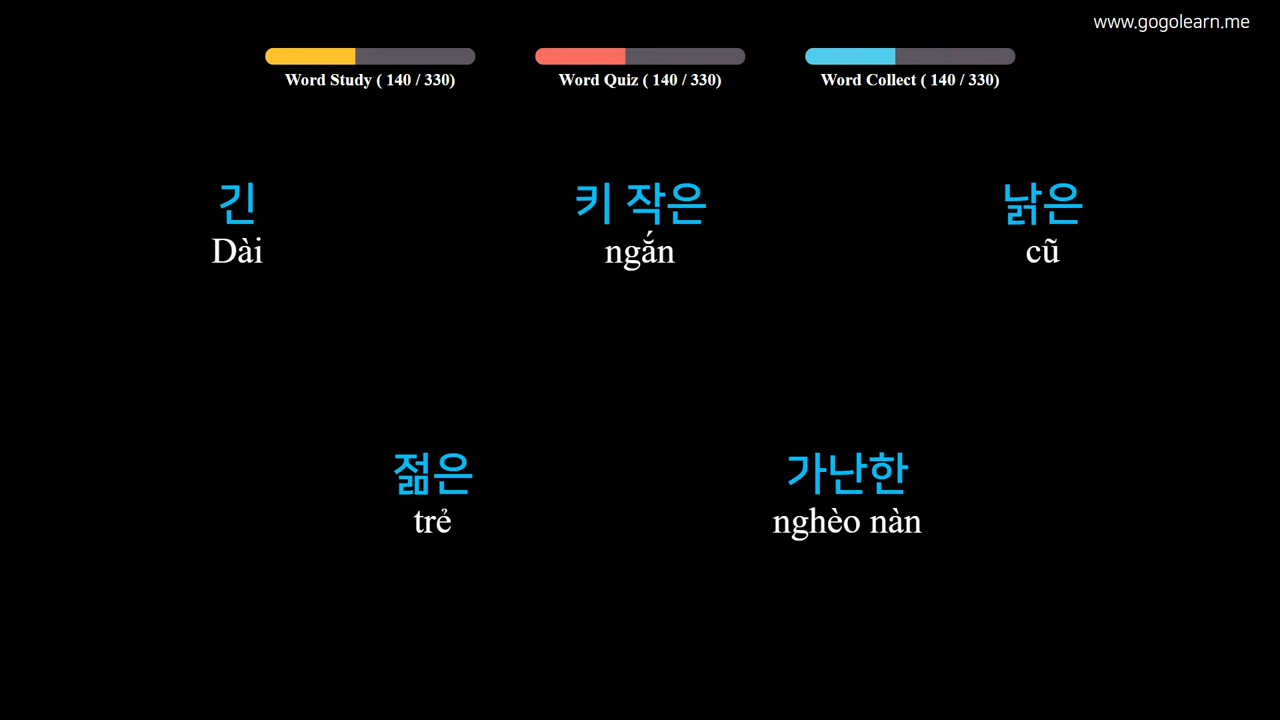 www.gogolearn.me
Word Study ( 140 / 330)
Word Quiz ( 140 / 330)
Word Collect ( 140 / 330)
긴
Dài
키 작은
ngắn
낡은
cũ
젊은
trẻ
가난한
nghèo nàn